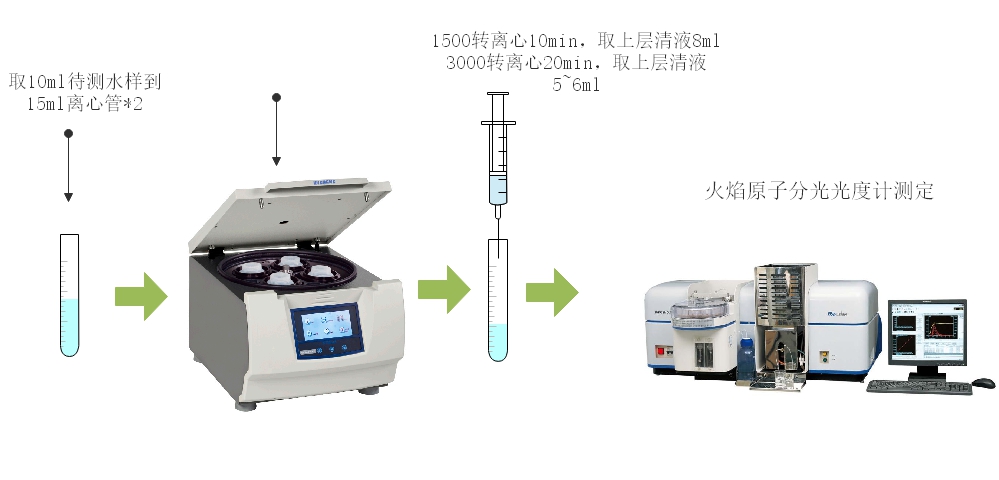 取10ml待测水样到
15ml离心管*2
1500转离心10min，取上层清液8ml
3000转离心20min，取上层清液
5~6ml
火焰原子分光光度计测定